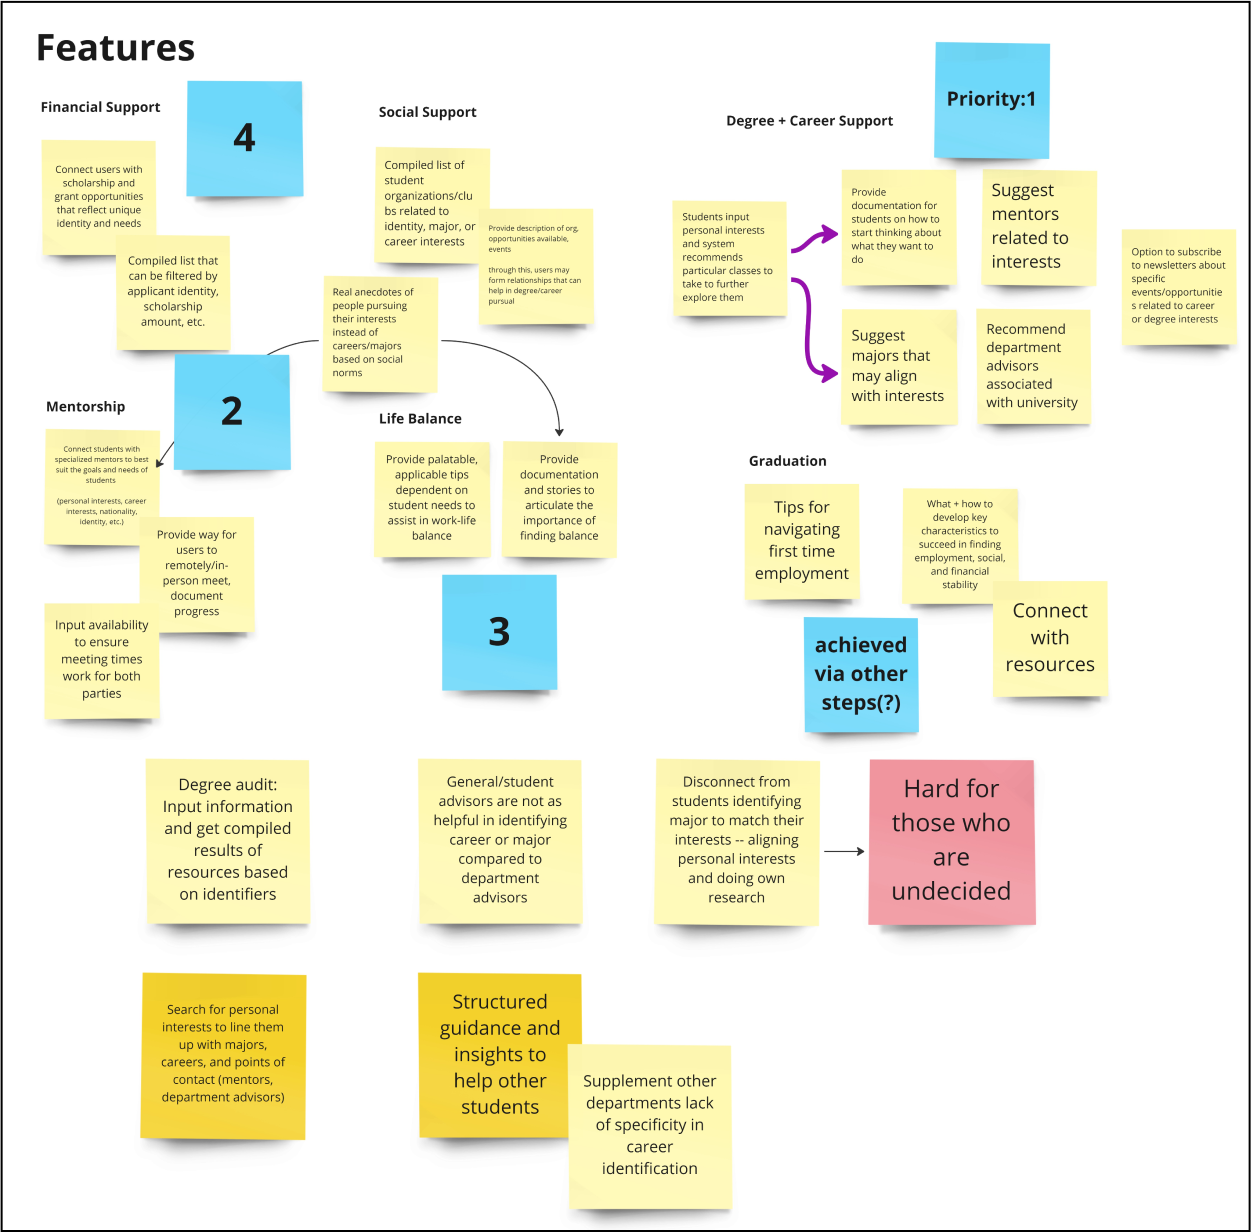 Features
Financial Support
4
Connect users with
scholarship and
grant opportunities
that reflect unique
identity and needs
Compiled list that
can be filtered by
applicant identity,
scholarship
amount, etc.
Social Support
Compiled list of
student
organizations/clu
bs related to
identity, major, or
career interests
Provide description of org,
opportunities available,
events
through this, users may
form relationships that can
help in degree/career
pursual
Real anecdotes of
people pursuing
their interests
instead of
careers/majors
based on social
norms
Degree + Career Support
Priority:1
Students input
personal interests
and system
recommends
particular classes to
take to further
explore them
Provide
documentation for
students on how to
start thinking about
what they want to
do
Suggest
mentors
related to
interests
Option to subscribe
to newsletters about
specific
events/opportunitie
s related to career
or degree interests
Suggest
majors that
may align
with interests
Recommend
department
advisors
associated
with university
Mentorship
2
Connect students with
specialized mentors to best
suit the goals and needs of
students
(personal interests, career
interests, nationality,
identity, etc.)
Provide way for
users to
remotely/in-
person meet,
document
progress
Input availability
to ensure
meeting times
work for both
parties
Life Balance
Provide palatable,
applicable tips
dependent on
student needs to
assist in work-life
balance
Provide
documentation
and stories to
articulate the
importance of
finding balance
3
Graduation
Tips for
navigating
first time
employment
What + how to
develop key
characteristics to
succeed in finding
employment, social,
and financial
stability
Connect
with
resources
achieved
via other
steps(?)
Degree audit:
Input information
and get compiled
results of
resources based
on identifiers
General/student
advisors are not as
helpful in identifying
career or major
compared to
department
advisors
Disconnect from
students identifying
major to match their
interests -- aligning
personal interests
and doing own
research
Hard for
those who
are
undecided
Search for personal
interests to line them
up with majors,
careers, and points of
contact (mentors,
department advisors)
Structured
guidance and
insights to
help other
students
Supplement other
departments lack
of specificity in
career
identification